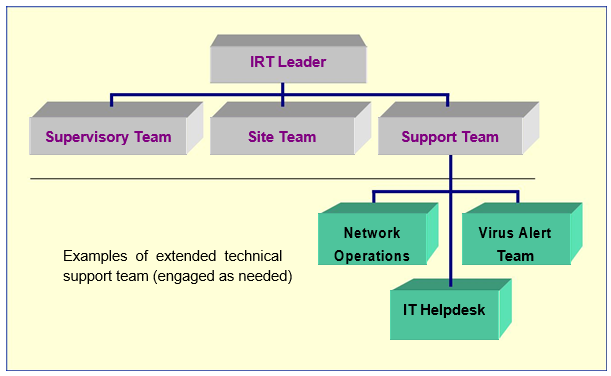 IRT Leader
Supervisory Team
Site Team
Support Team
Network
Operations
Virus Alert
Team
Examples of extended technical
support team (engaged as needed)
IT Helpdesk